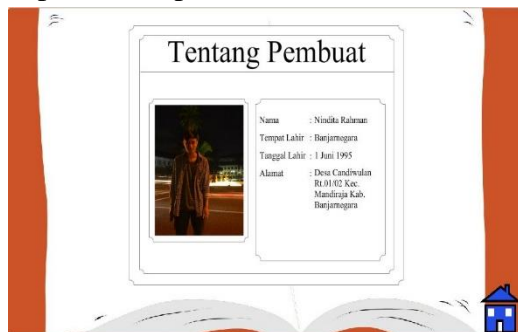 Tentang Pembuat
Nama : Nindita Rahman
Tempat Lahir : Banjarnegara
Tanggal Lahir : 1 Juni 1995
Alamat : Desa Candiwulan
Rt.01/02 Kec.
Mandiraja Kab.
Banjarnegara